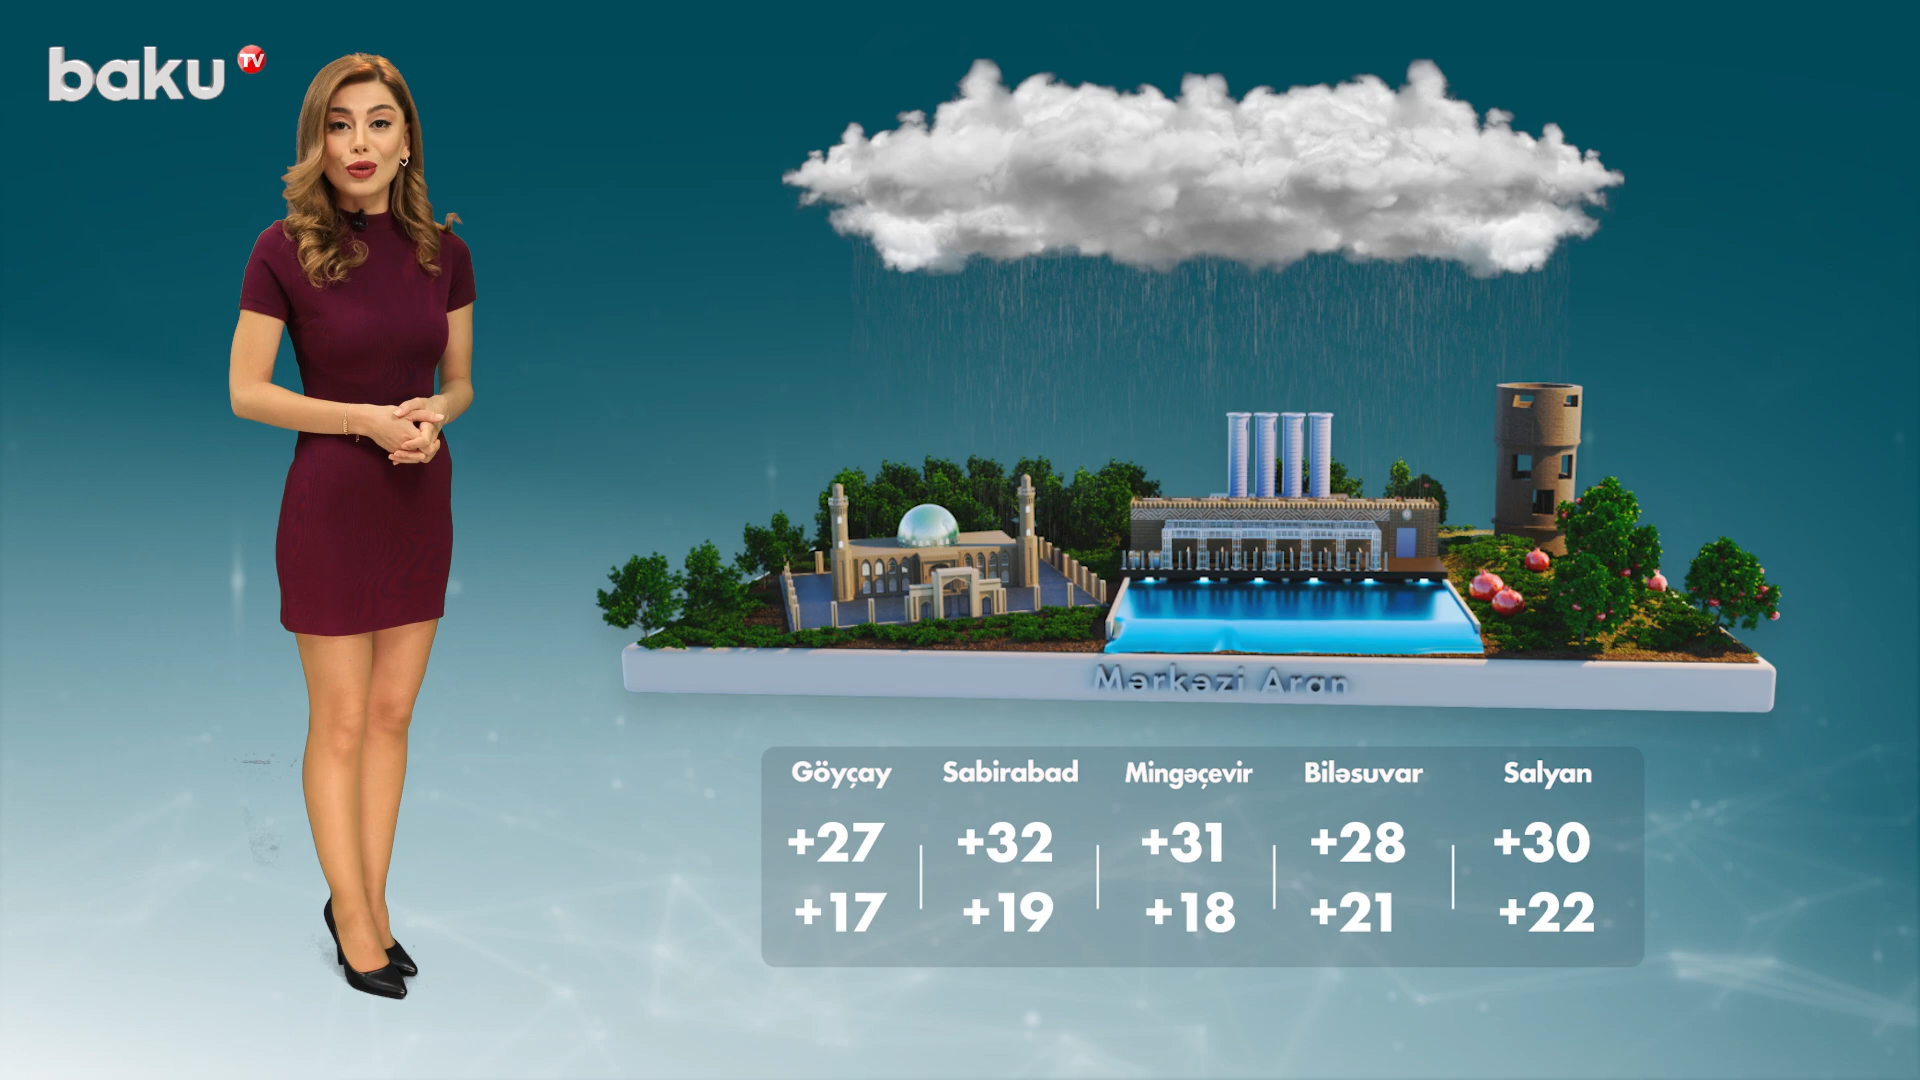 baku TV
Mərkəzi Aran
Göyçay Sabirabad Mingəçevir Biləsuvar Salyan
+27 +32 +31 +28 +30
+17 +19 +18 +21 +22